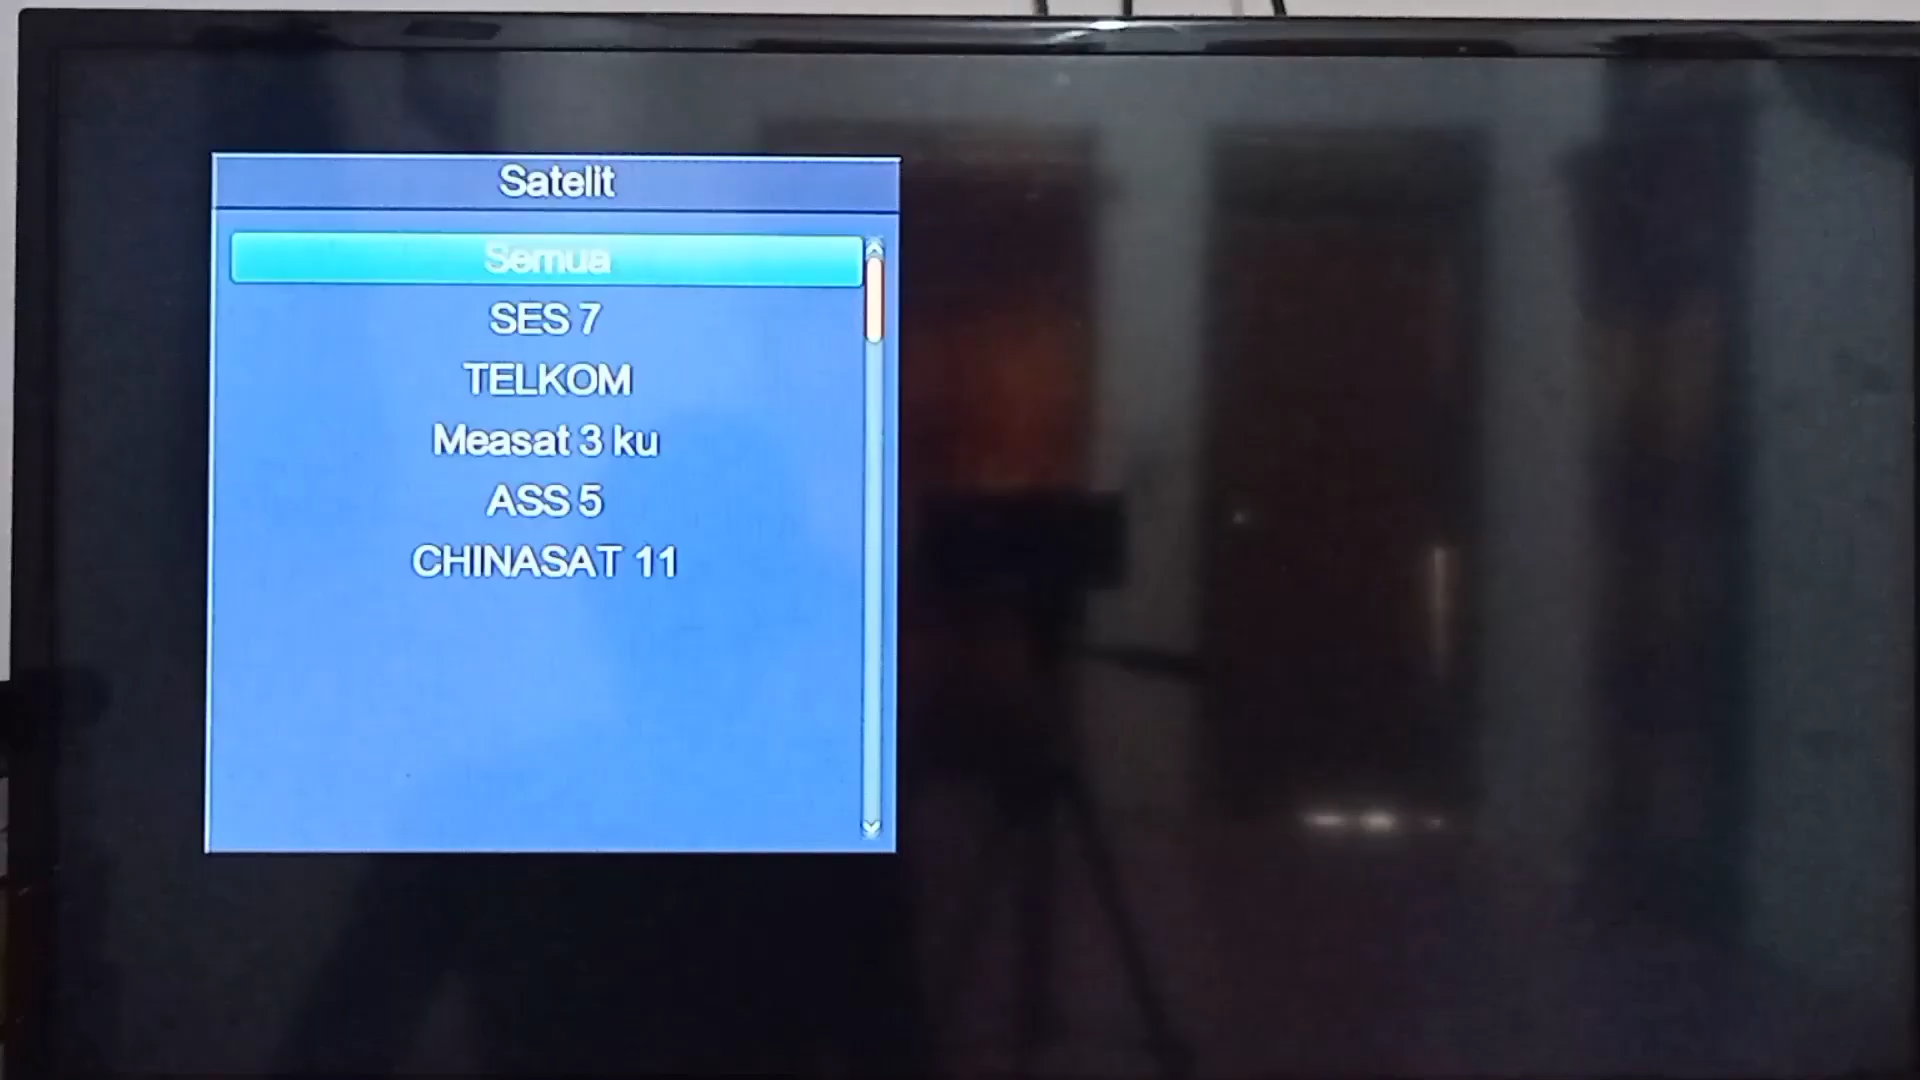 Satelit
Semua
SES 7
TELKOM
Measat 3 ku
ASS 5
CHINASAT 11